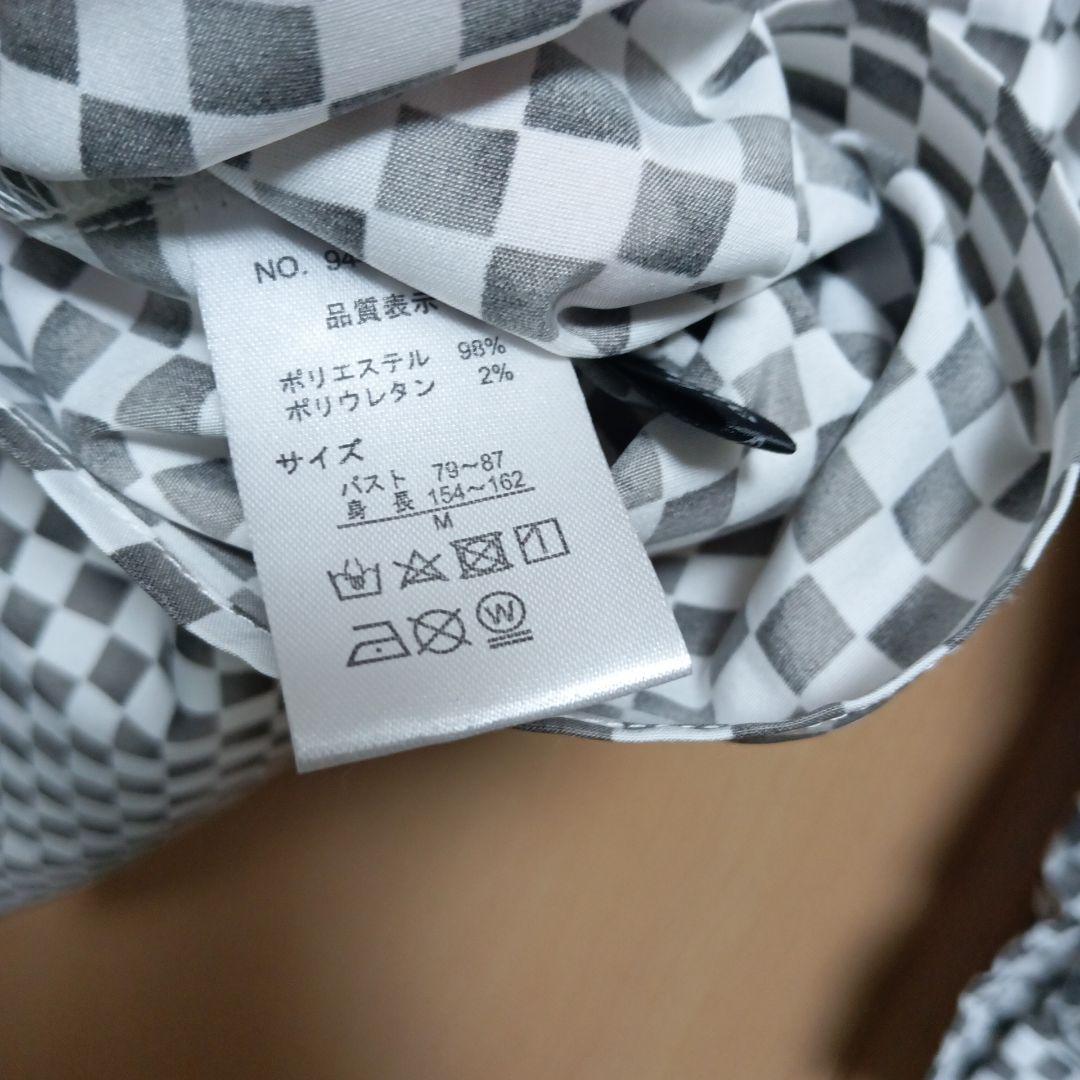 NO. 94
品質表示
ポリエステル 98%
ポリウレタン 2%
サイズ
バスト 79～87
身長 154～162
M
W